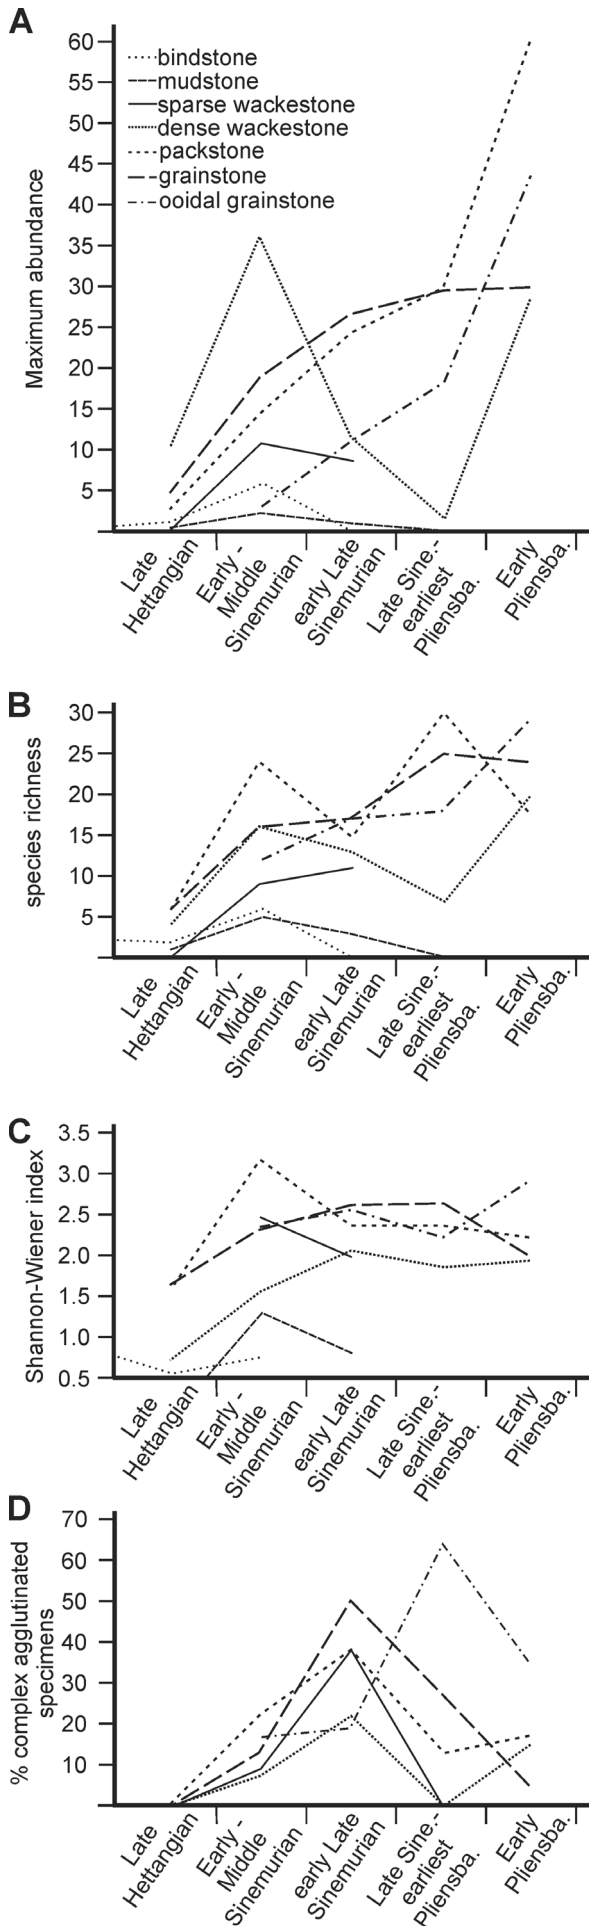 A
Maximum abundance
60
55
50
45
40
35
30
25
20
15
10
5
bindstone
mudstone
sparse wackestone
dense wackestone
packstone
grainstone
ooidal grainstone
Late
Hettangian
Early -
Middle
Sinemurian
early Late
Sinemurian
Late Sine.-
earliest
Pliensba.
Early
Pliensba.
B
species richness
30
25
20
15
10
5
Late
Hettangian
Early -
Middle
Sinemurian
early Late
Sinemurian
Late Sine.-
earliest
Pliensba.
Early
Pliensba.
C
Shannon-Wiener index
3.5
3.0
2.5
2.0
1.5
1.0
0.5
Late
Hettangian
Early -
Middle
Sinemurian
early Late
Sinemurian
Late Sine.-
earliest
Pliensba.
Early
Pliensba.
D
% complex agglutinated
specimens
70
60
50
40
30
20
10
Late
Hettangian
Early -
Middle
Sinemurian
early Late
Sinemurian
Late Sine.-
earliest
Pliensba.
Early
Pliensba.